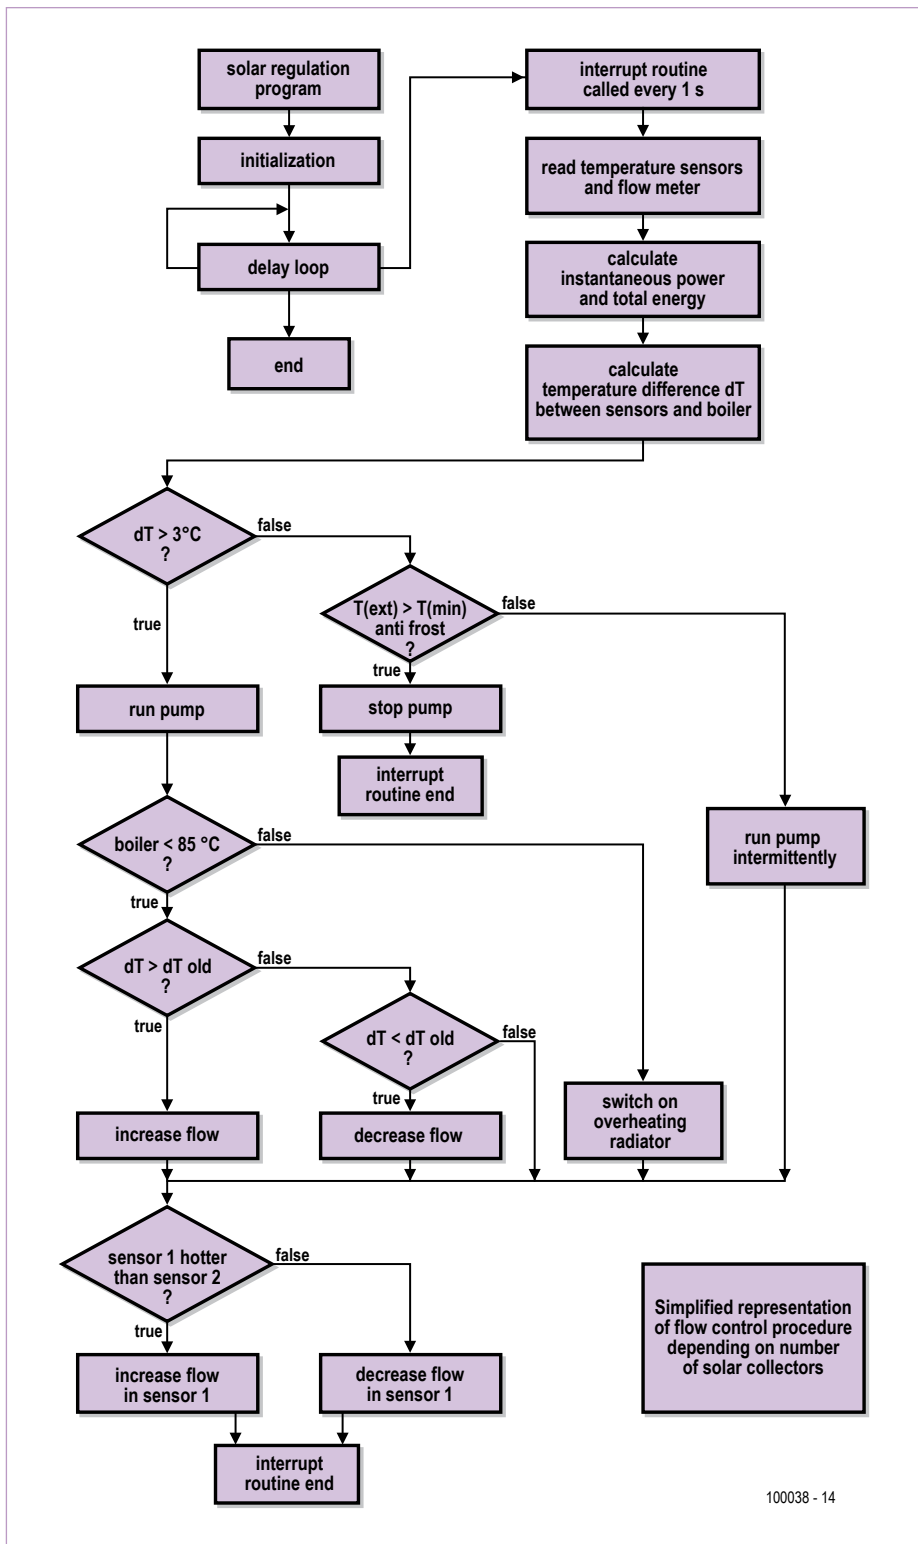 solar regulation
program
initialization
delay loop
end
interrupt routine
called every 1 s
read temperature sensors
and flow meter
calculate
instantaneous power
and total energy
calculate
temperature difference dT
between sensors and boiler
dT > 3°C
?
false
true
T(ext) > T(min)
anti frost
?
false
true
run pump
stop pump
interrupt
routine end
run pump
intermittently
boiler < 85 °C
?
false
true
dT > dT old
?
false
true
dT < dT old
?
false
true
increase flow
decrease flow
switch on
overheating
radiator
sensor 1 hotter
than sensor 2
?
false
true
increase flow
in sensor 1
decrease flow
in sensor 1
interrupt
routine end
Simplified representation
of flow control procedure
depending on number
of solar collectors
100038 - 14